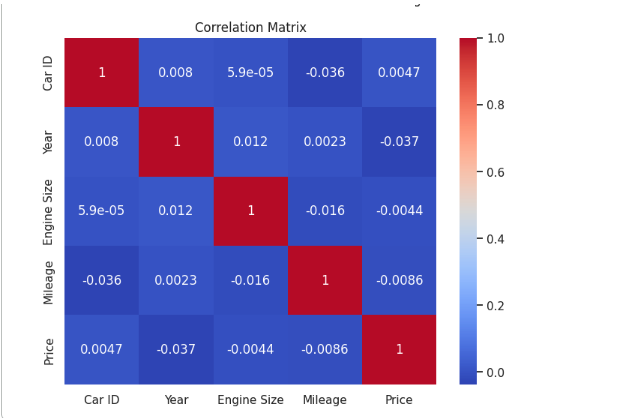 Correlation Matrix
Car ID 1 0.008 5.9e-05 -0.036 0.0047
Year 0.008 1 0.012 0.0023 -0.037
Engine Size 5.9e-05 0.012 1 -0.016 -0.0044
Mileage -0.036 0.0023 -0.016 1 -0.0086
Price 0.0047 -0.037 -0.0044 -0.0086 1
Car ID Year Engine Size Mileage Price
1.0
0.8
0.6
0.4
0.2
0.0